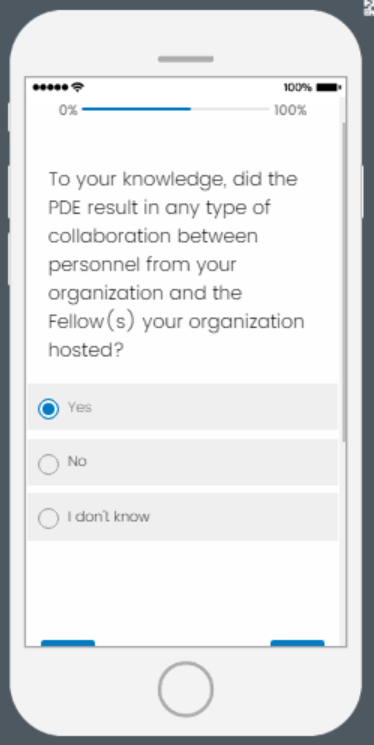 100%
0% 100%
To your knowledge, did the
PDE result in any type of
collaboration between
personnel from your
organization and the
Fellow(s) your organization
hosted?
Yes
No
I don't know